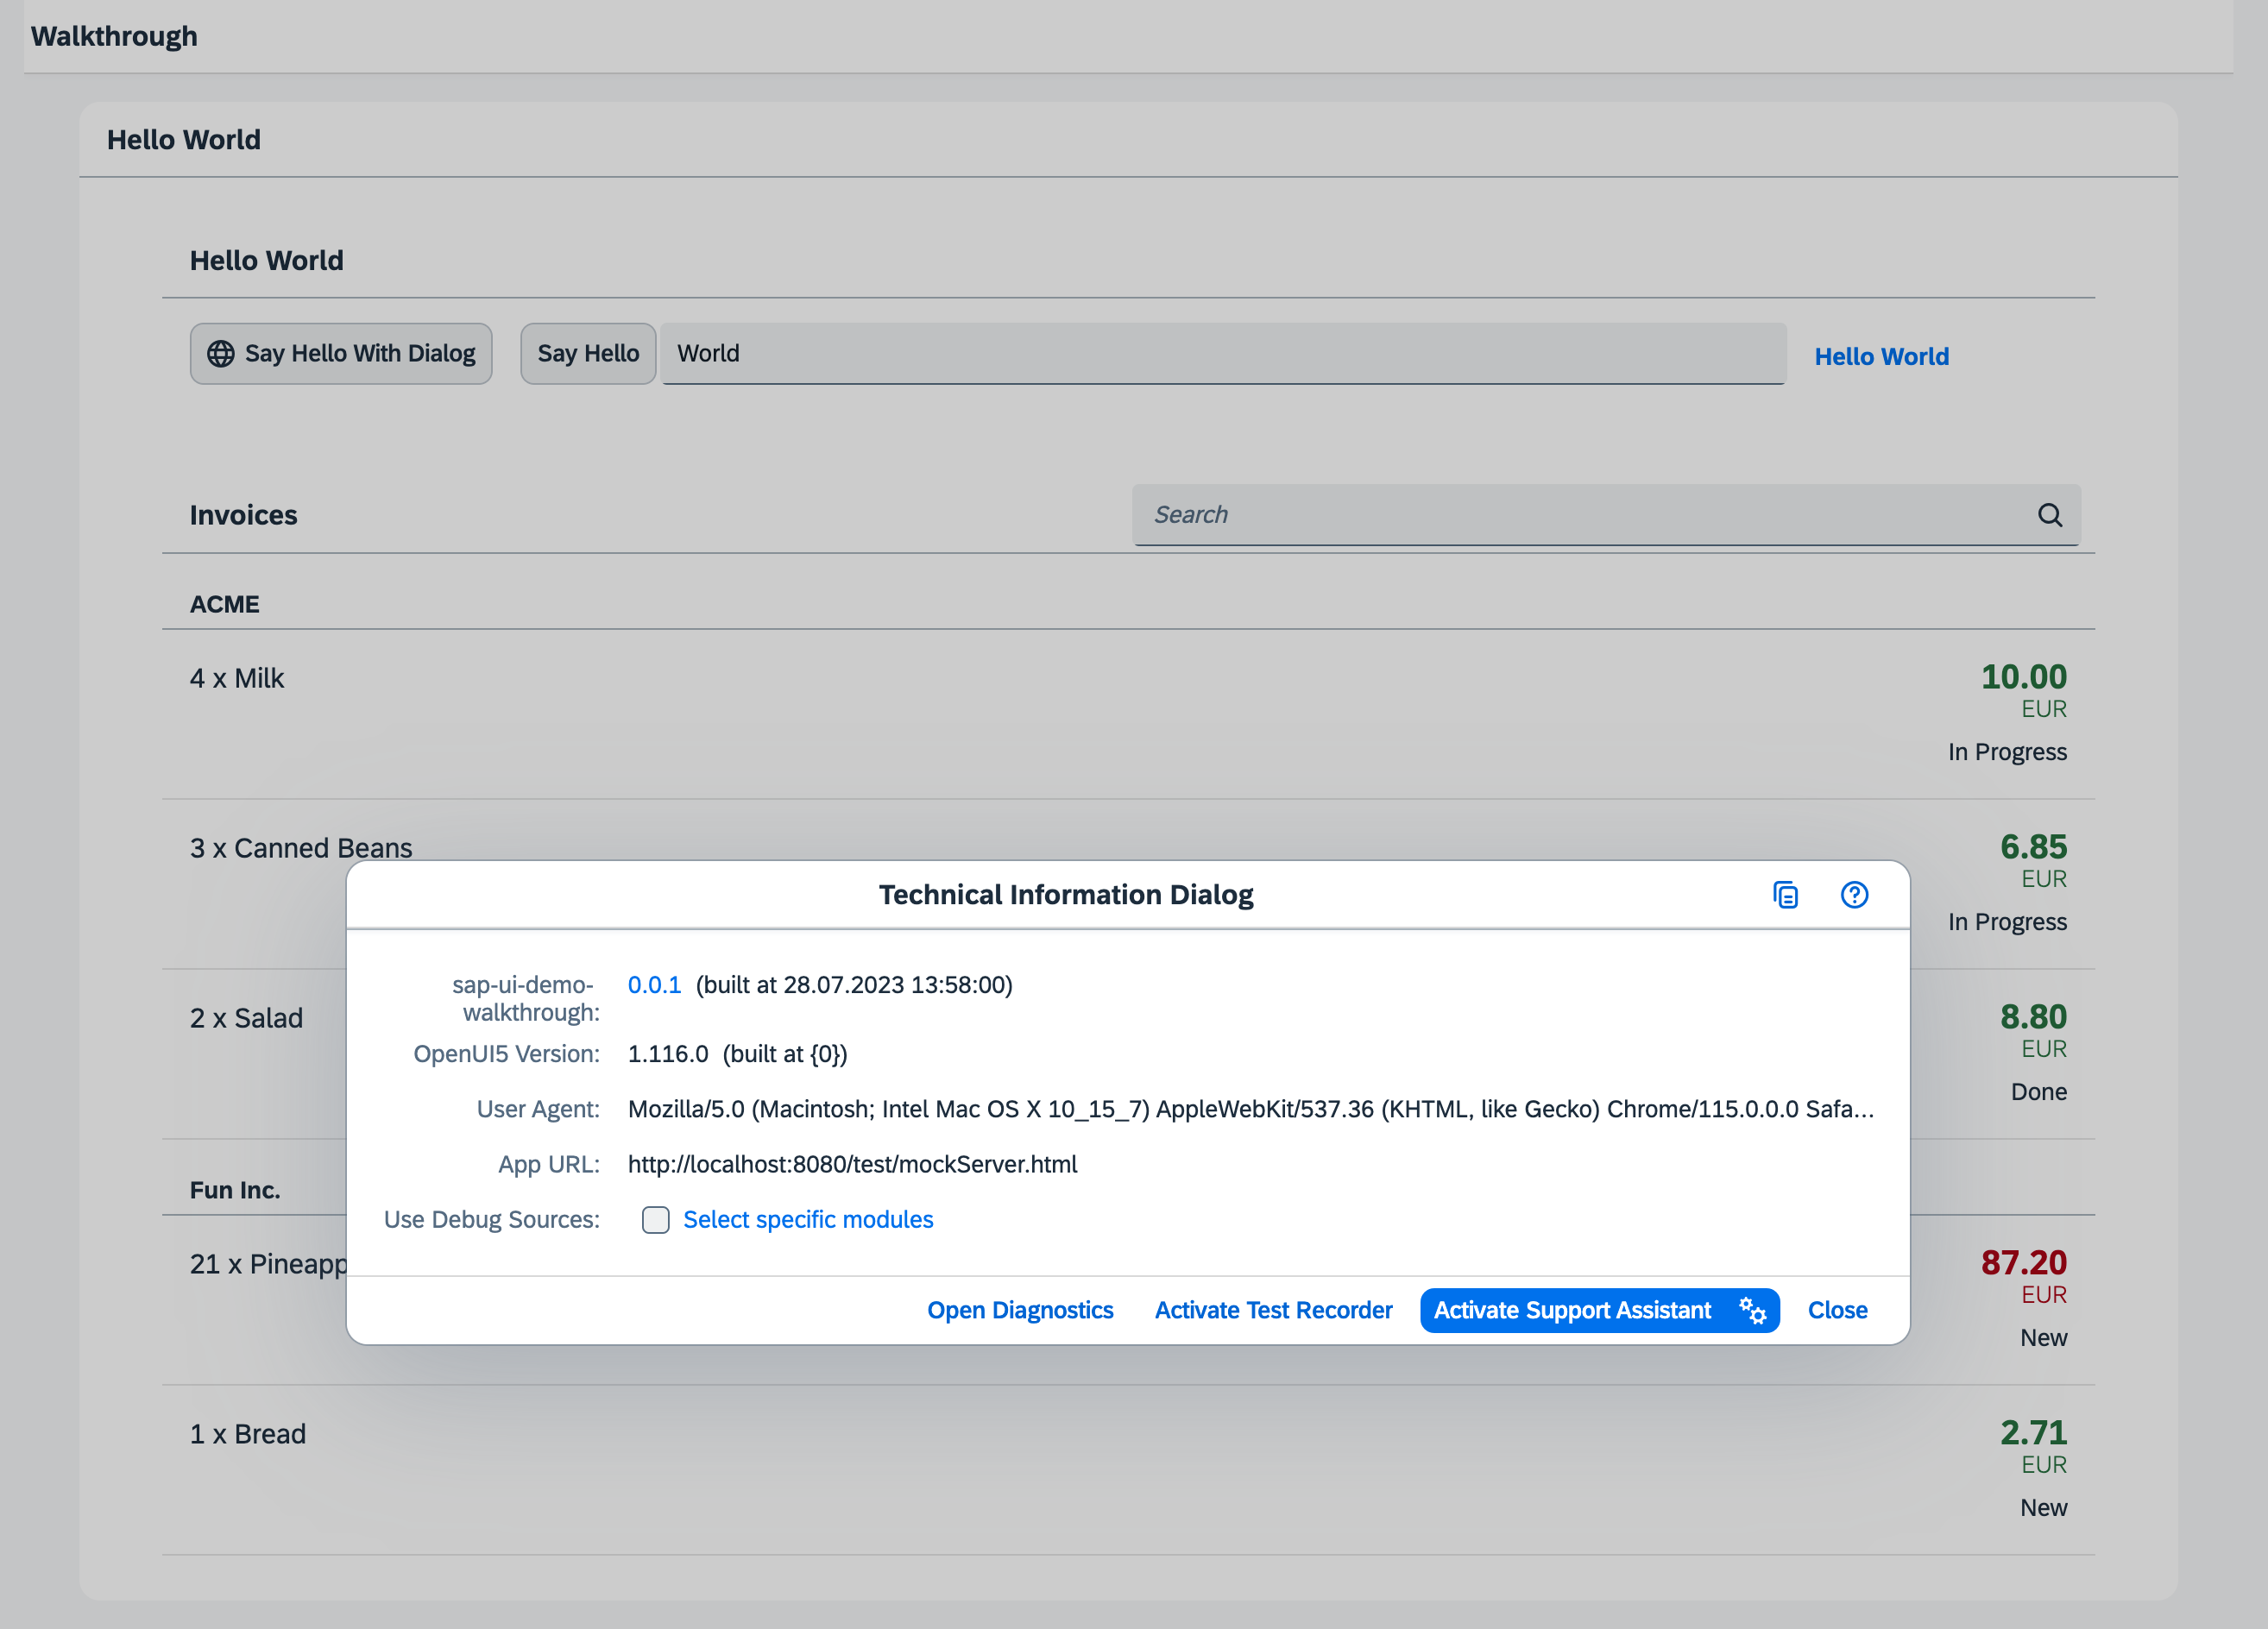 Walkthrough
Hello World
Hello World
Say Hello With Dialog
Say Hello
World
Hello World
Invoices
Search
ACME
4 x Milk
10.00
EUR
In Progress
3 x Canned Beans
6.85
EUR
In Progress
2 x Salad
8.80
EUR
Done
Fun Inc.
21 x
87.20
EUR
New
1 x Bread
2.71
EUR
New
Technical Information Dialog
sap-ui-demo-
walkthrough:
0.0.1 (built at 28.07.2023 13:58:00)
OpenUI5 Version: 1.116.0 (built at {0})
User Agent: Mozilla/5.0 (Macintosh; Intel Mac OS X 10_15_7) AppleWebKit/537.36 (KHTML, like Gecko) Chrome/115.0.0.0 Safa...
App URL: http://localhost:8080/test/mockServer.html
Use Debug Sources: Select specific modules
Open Diagnostics
Activate Test Recorder
Activate Support Assistant
Close